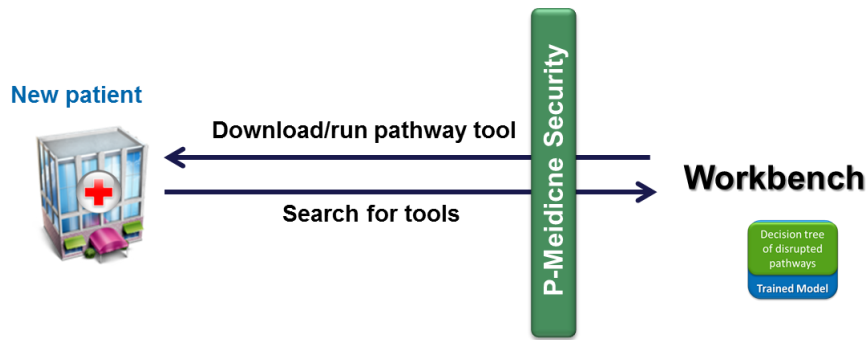 New patient
Download/run pathway tool
Search for tools
P-Meidicne Security
Workbench
Decision tree
of disrupted
pathways
Trained Model